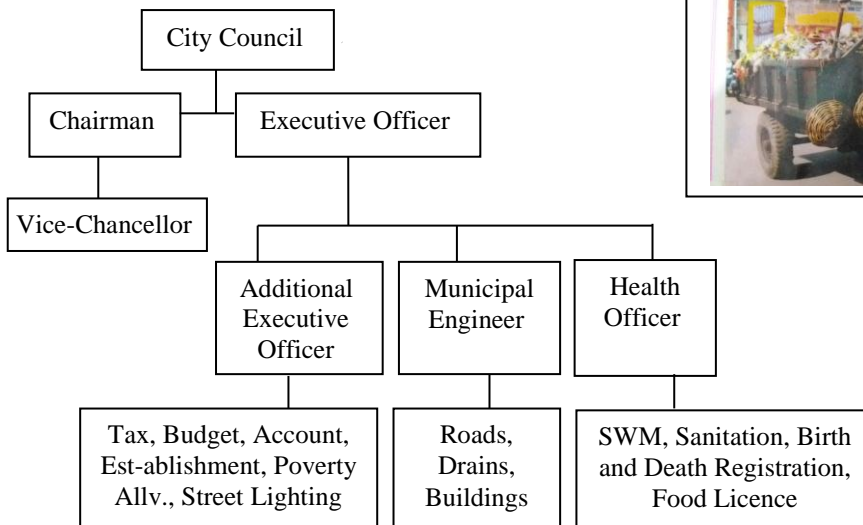 City Council
Chairman
Executive Officer
Vice-Chancellor
Additional
Executive
Officer
Municipal
Engineer
Health
Officer
Tax, Budget, Account,
Est-ablishment, Poverty
Allv., Street Lighting
Roads,
Drains,
Buildings
SWM, Sanitation, Birth
and Death Registration,
Food Licence